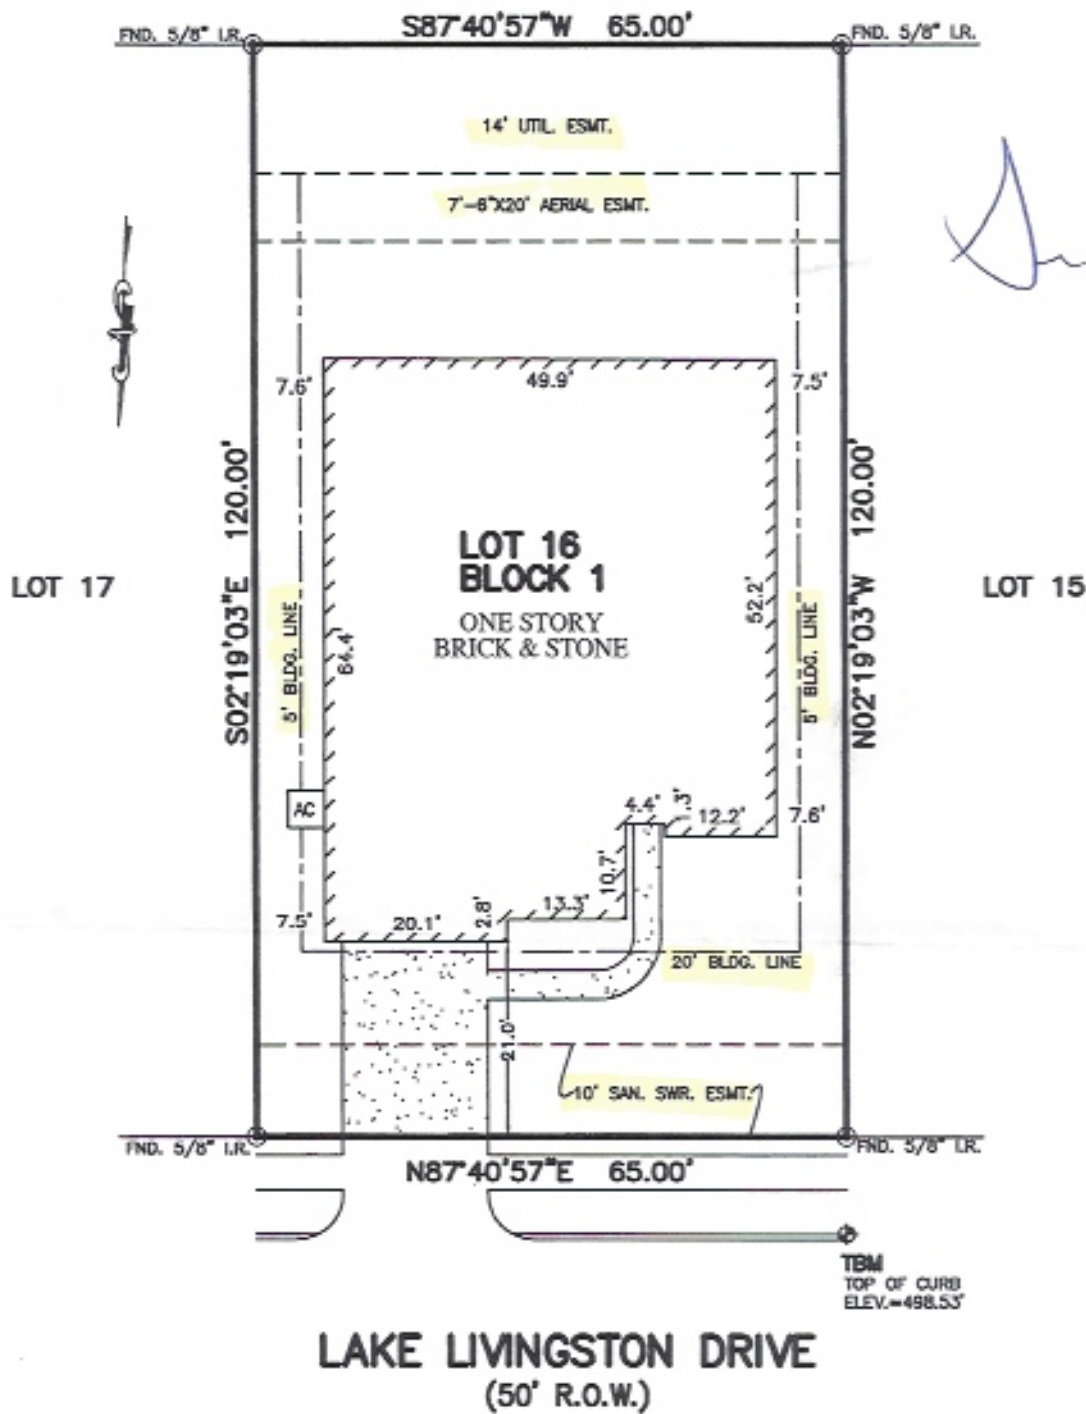 S87°40'57"W 65.00'
FND. 5/8" I.R.
FND. 5/8" I.R.
14' UTIL. ESMT.
7'-6"X20' AERIAL ESMT.
7.6'
49.9'
7.5'
S02°19'03"E 120.00'
N02°19'03"W 120.00'
LOT 17
LOT 16
BLOCK 1
LOT 15
ONE STORY
BRICK & STONE
5' BLDG. LINE
64.4'
52.2'
5' BLDG. LINE
AC
4.4'
.3'
12.2'
7.6'
7.5'
20.1'
2.8'
13.3'
10.7'
20' BLDG. LINE
21.0'
10' SAN. SWR. ESMT.
FND. 5/8" I.R.
FND. 5/8" I.R.
N87°40'57"E 65.00'
TBM
TOP OF CURB
ELEV.=498.53'
LAKE LIVINGSTON DRIVE
(50' R.O.W.)